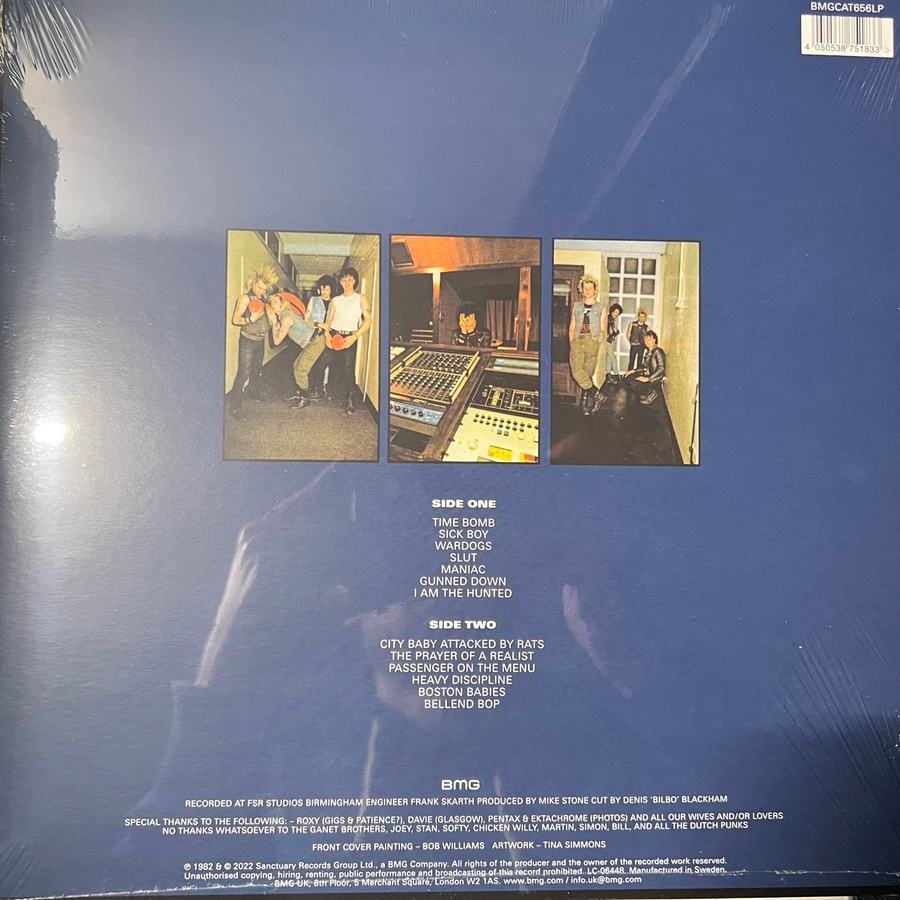 BMGCAT656LP
4 050538 751833 >
SIDE ONE
TIME BOMB
SICK BOY
WARDOGS
SLUT
MANIAC
GUNNED DOWN
I AM THE HUNTED
SIDE TWO
CITY BABY ATTACKED BY RATS
THE PRAYER OF A REALIST
PASSENGER ON THE MENU
HEAVY DISCIPLINE
BOSTON BABIES
BELLEND BOP
BMG
RECORDED AT FSR STUDIOS BIRMINGHAM ENGINEER FRANK SKARTH PRODUCED BY MIKE STONE CUT BY DENIS 'BILBO' BLACKHAM
SPECIAL THANKS TO THE FOLLOWING: – ROXY (GIGS & PATIENCE?), DAVIE (GLASGOW), PENTAX & EKTACHROME (PHOTOS) AND ALL OUR WIVES AND/OR LOVERS
NO THANKS WHATSOEVER TO THE GANET BROTHERS, JOEY, STAN, SOFTY, CHICKEN WILLY, MARTIN, SIMON, BILL, AND ALL THE DUTCH PUNKS
FRONT COVER PAINTING – BOB WILLIAMS ARTWORK – TINA SIMMONS
℗ 1982 & © 2022 Sanctuary Records Group Ltd., a BMG Company. All rights of the producer and the owner of the recorded work reserved.
Unauthorised copying, hiring, renting, public performance and broadcasting of this record prohibited. LC-06448. Manufactured in Sweden.
BMG UK, 8th Floor, 5 Merchant Square, London W2 1AS. www.bmg.com / info.uk@bmg.com